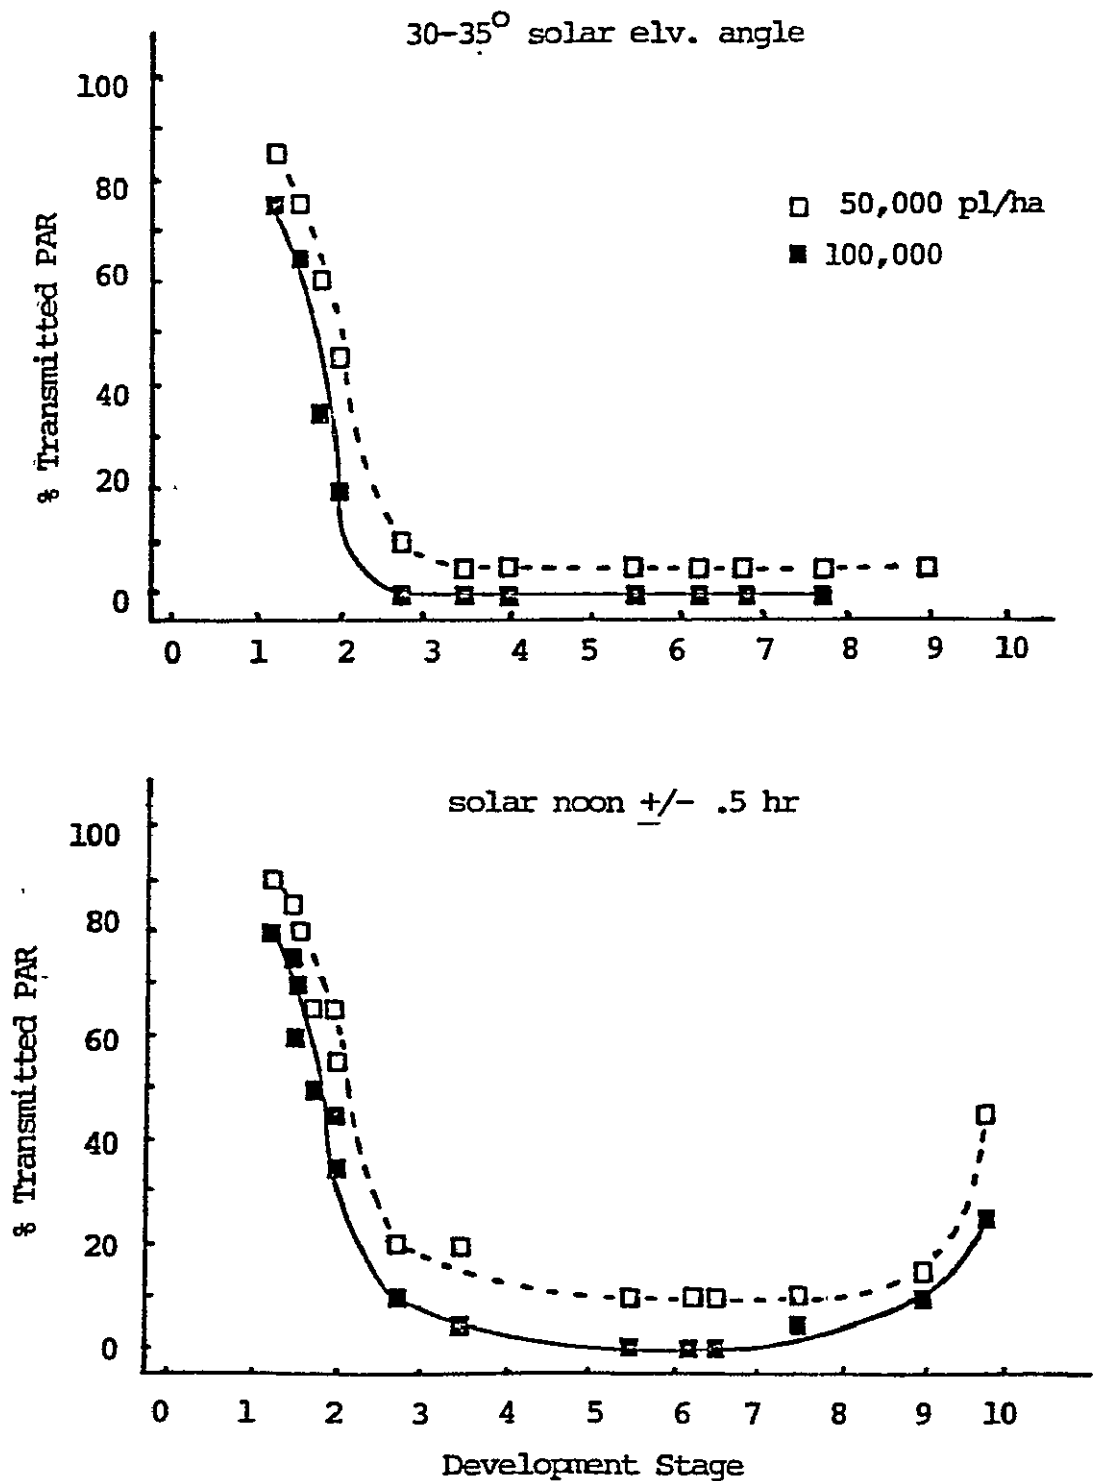 30-35° solar elv. angle
100
80
60
40
20
0
% Transmitted PAR
□ 50,000 pl/ha
■ 100,000
0 1 2 3 4 5 6 7 8 9 10
solar noon +/- .5 hr
100
80
60
40
20
0
% Transmitted PAR
0 1 2 3 4 5 6 7 8 9 10
Development Stage